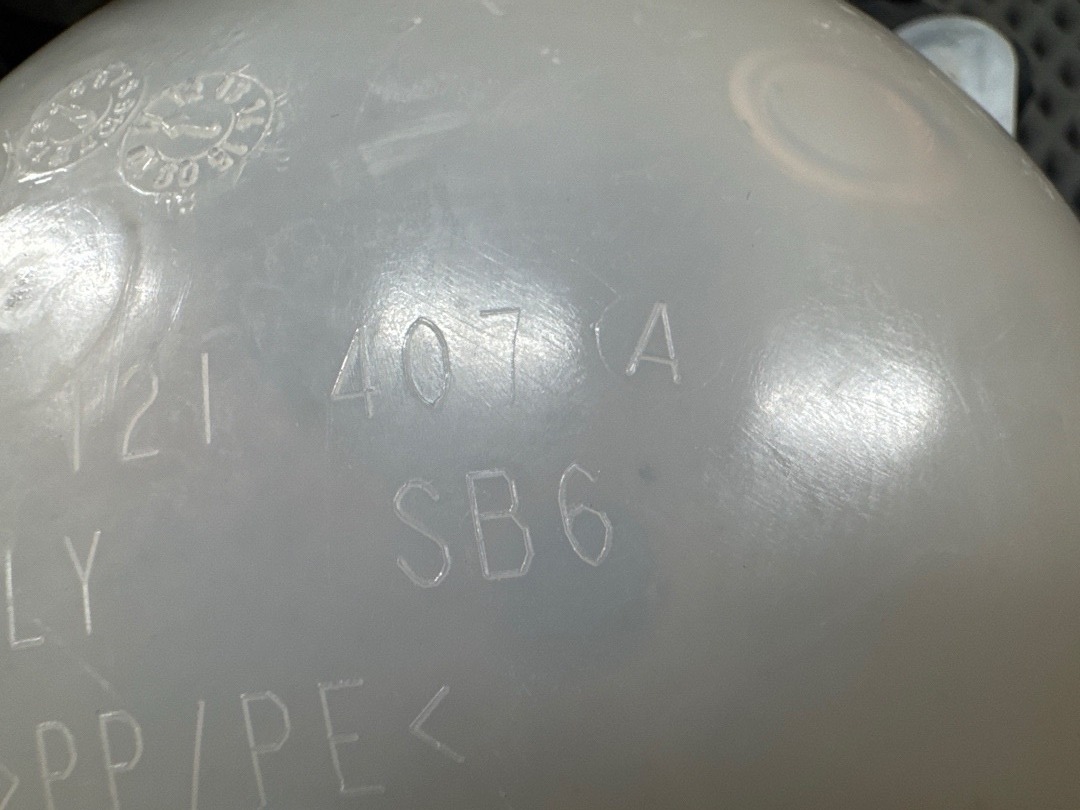 121 407 A
SB6
LY
>PP/PE<